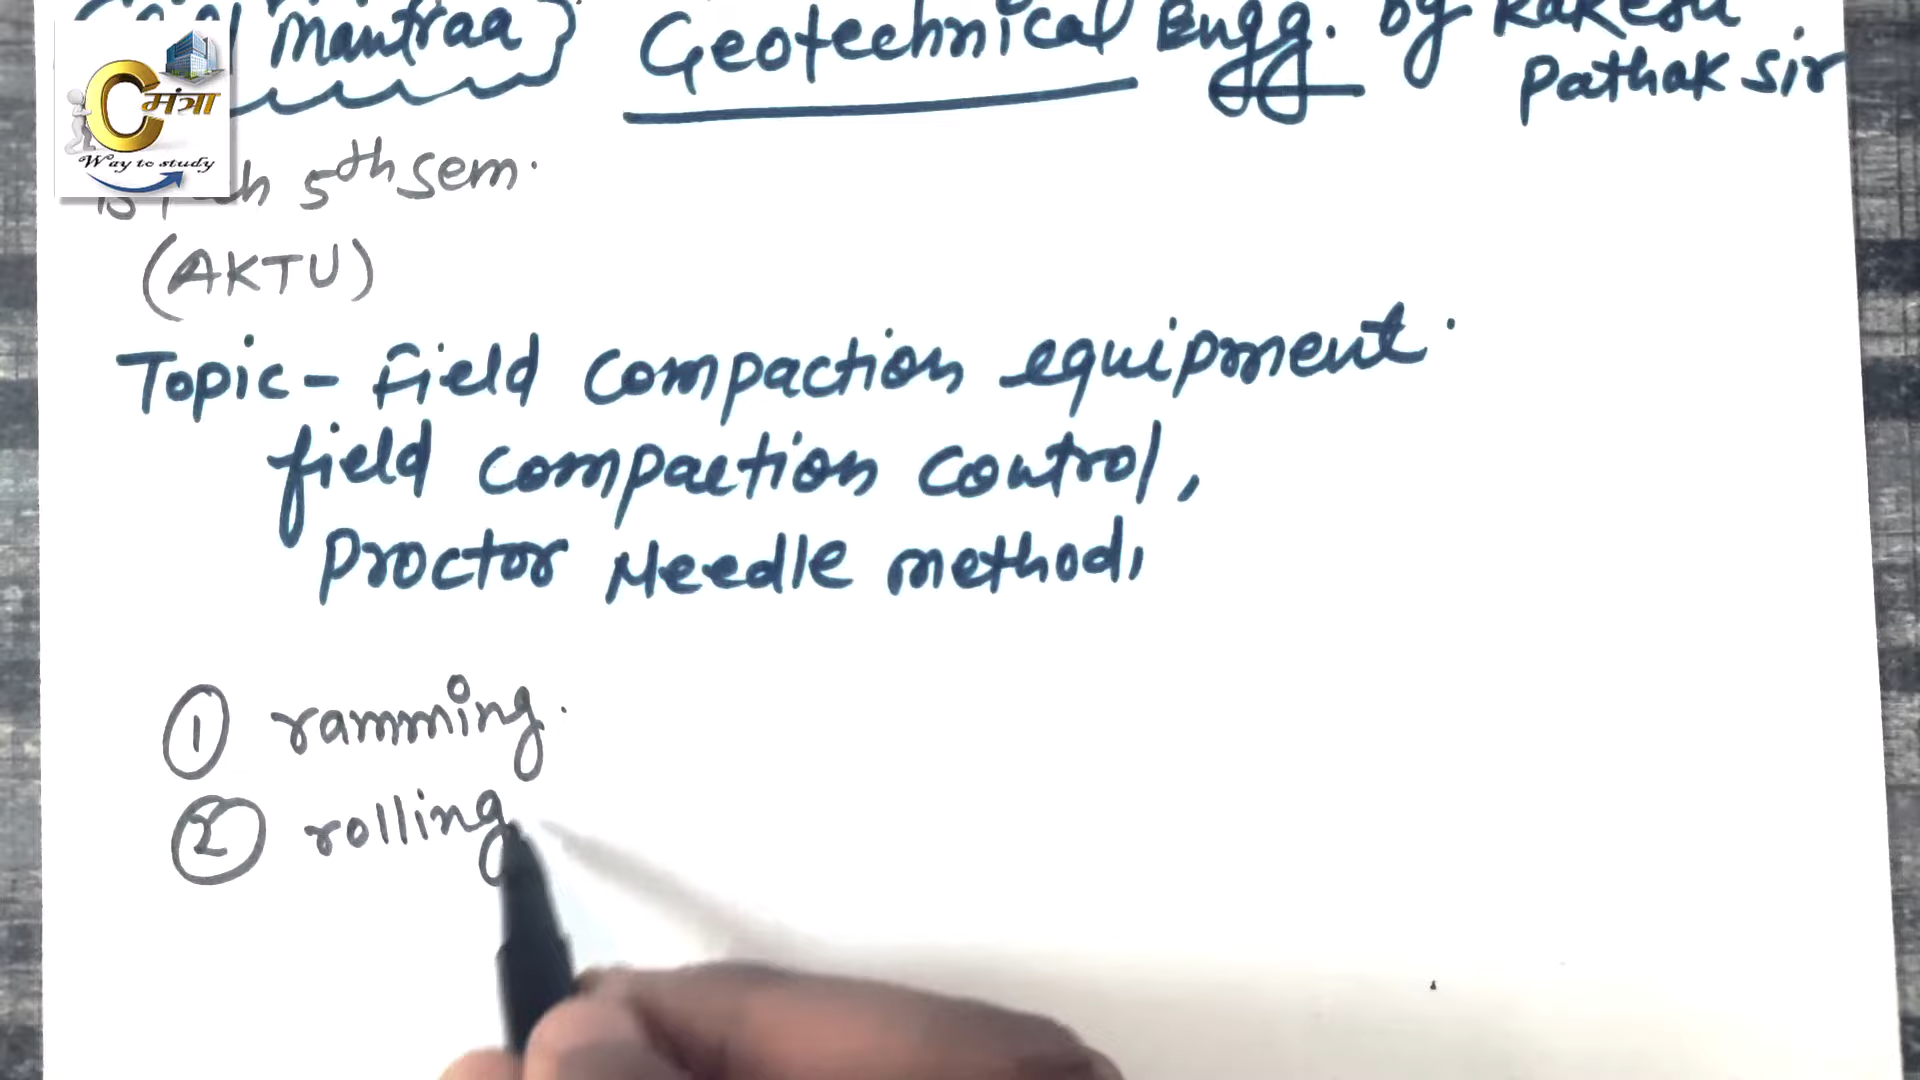 Mantraa} Geotechnical Engg. by Rakesh
Pathak Sir
C मंत्रा
Way to study
5th Sem.
(AKTU)
Topic - Field compaction equipment.
field compaction control,
Proctor Needle method,
① ramming.
② rolling